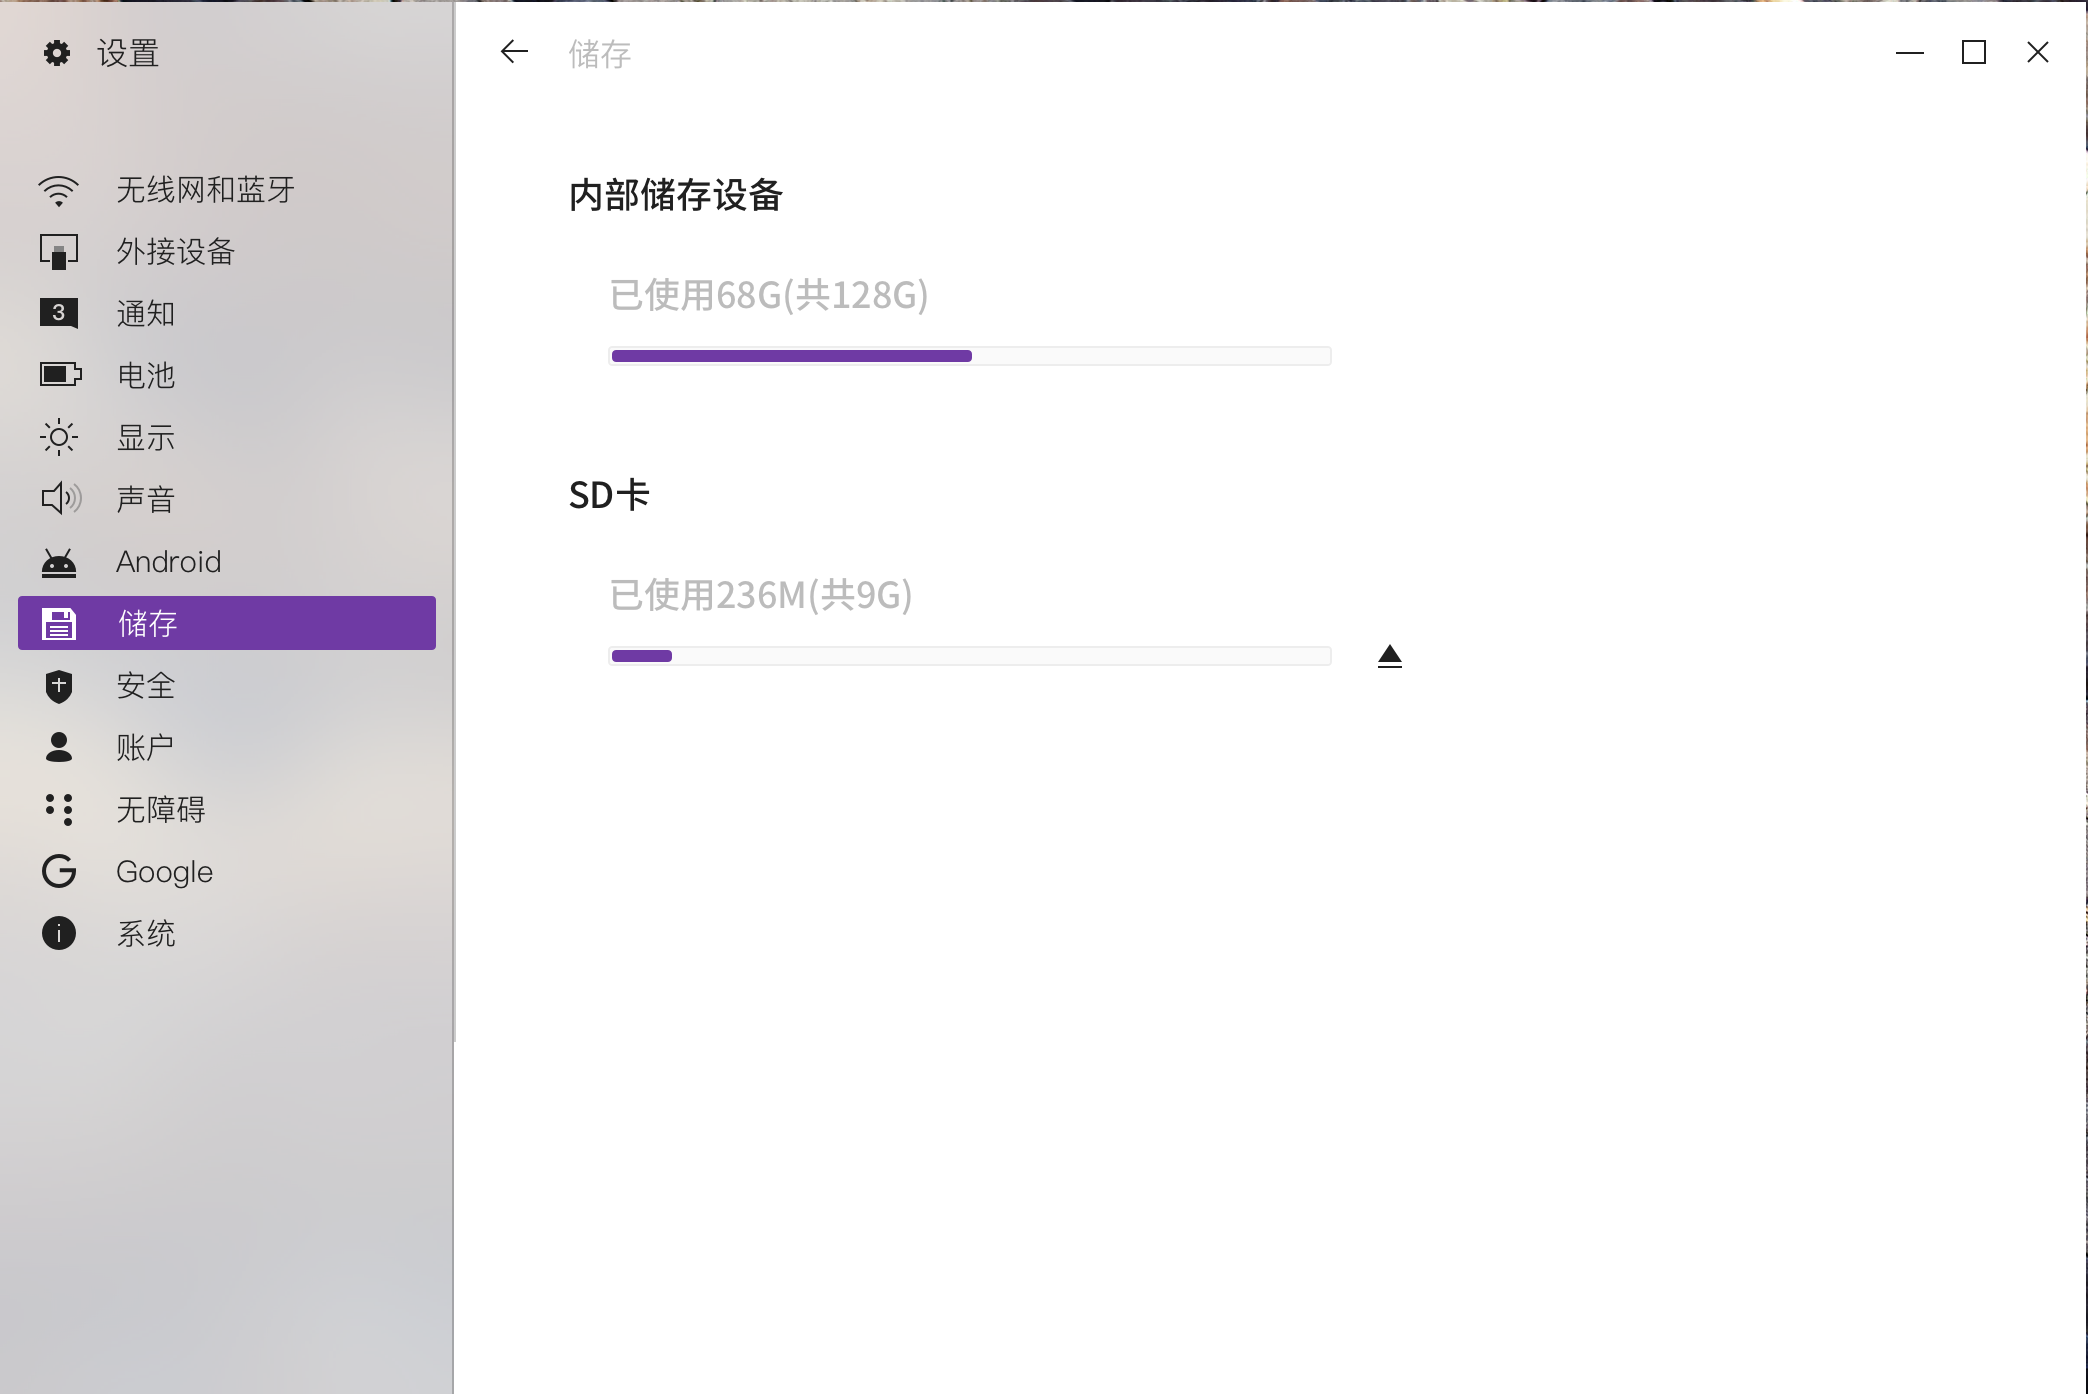 设置
储存
无线网和蓝牙
外接设备
3
通知
电池
显示
声音
Android
储存
安全
账户
无障碍
Google
系统
内部储存设备
已使用68G(共128G)
SD卡
已使用236M(共9G)